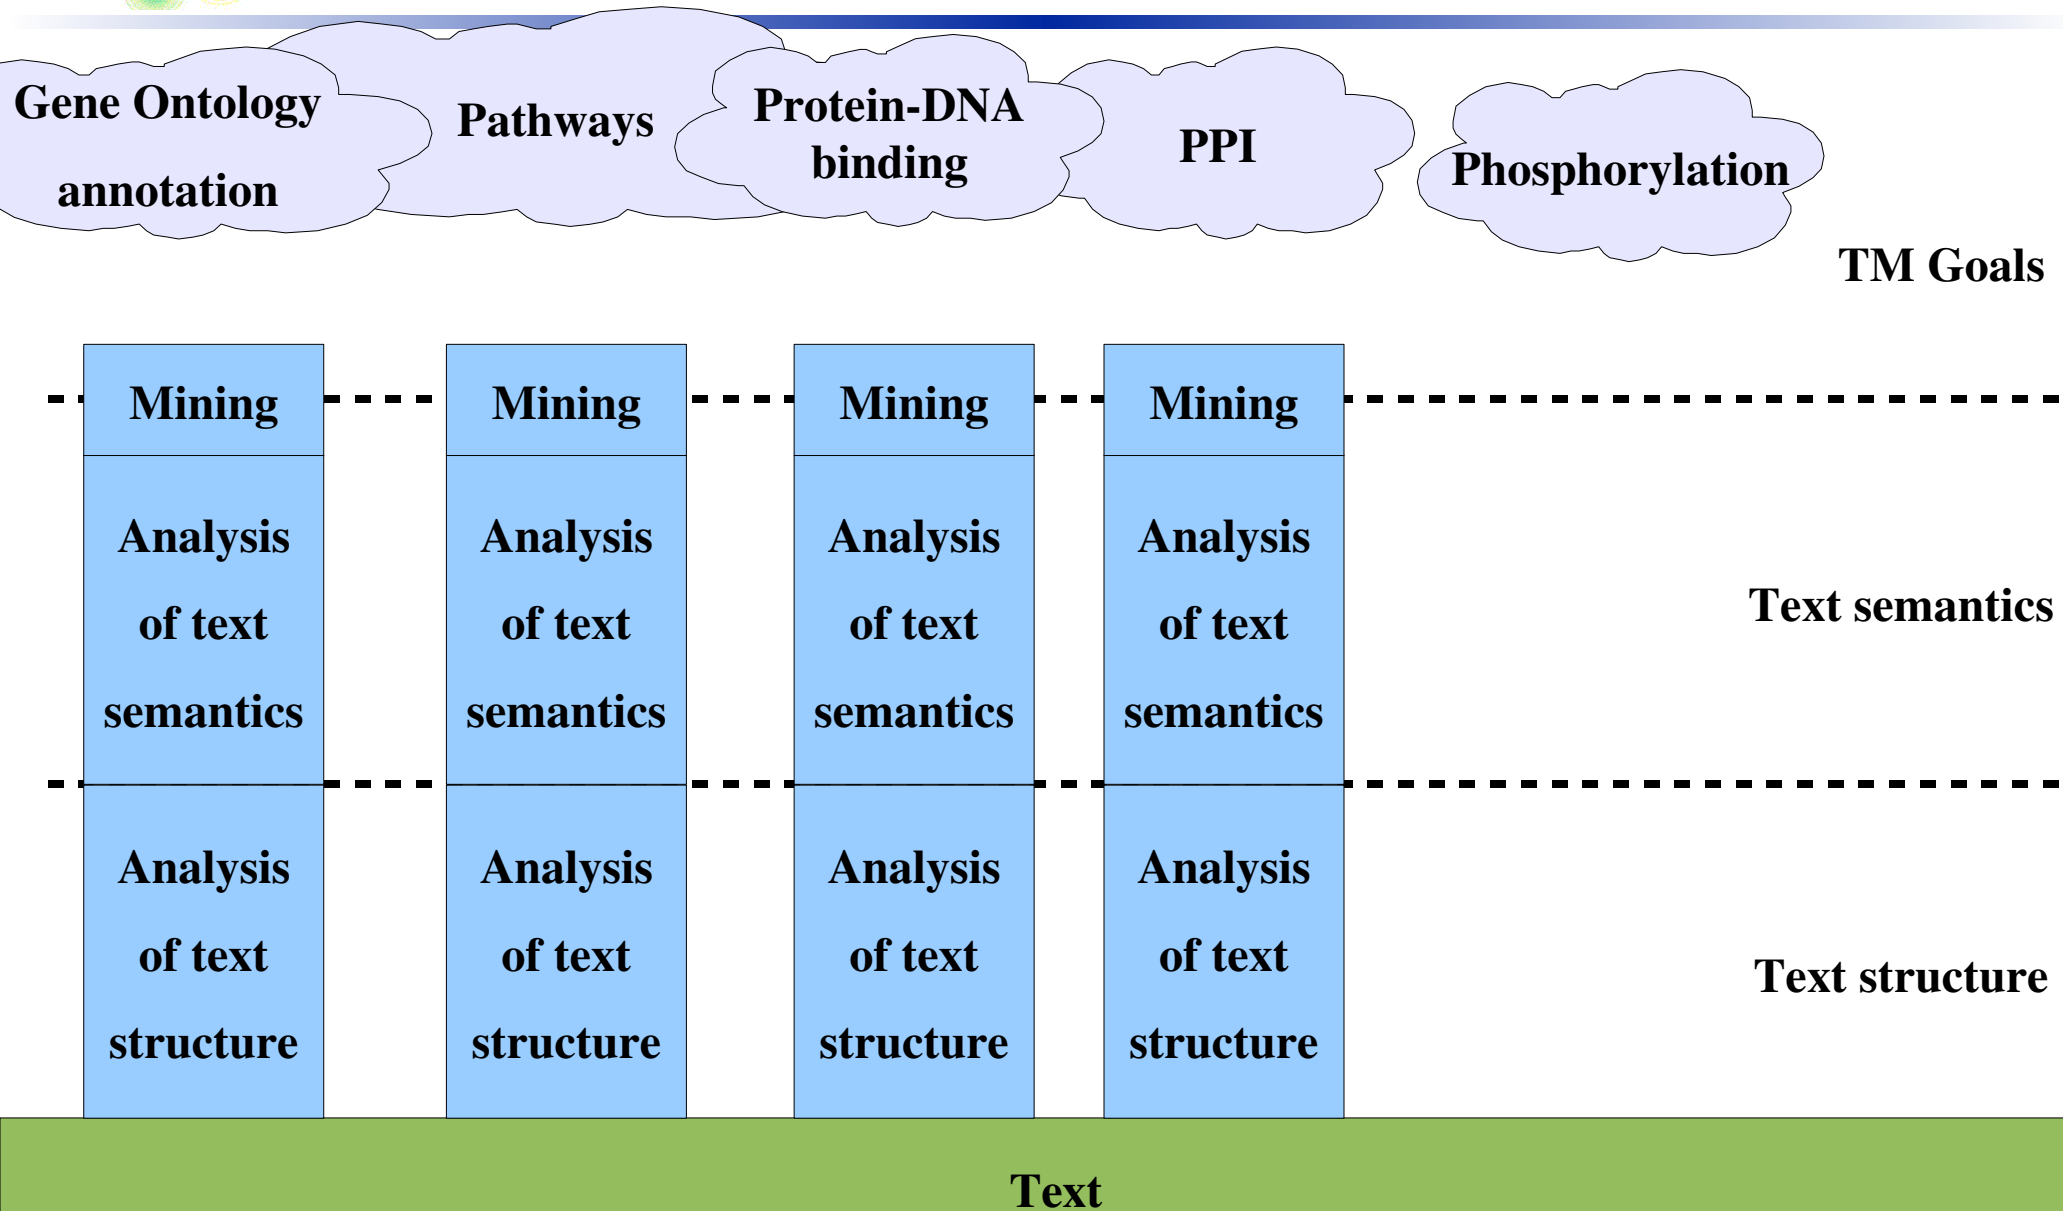 Gene Ontology
annotation
Pathways
Protein-DNA
binding
PPI
Phosphorylation
TM Goals
Mining
Mining
Mining
Mining
Analysis
of text
semantics
Analysis
of text
semantics
Analysis
of text
semantics
Analysis
of text
semantics
Text semantics
Analysis
of text
structure
Analysis
of text
structure
Analysis
of text
structure
Analysis
of text
structure
Text structure
Text